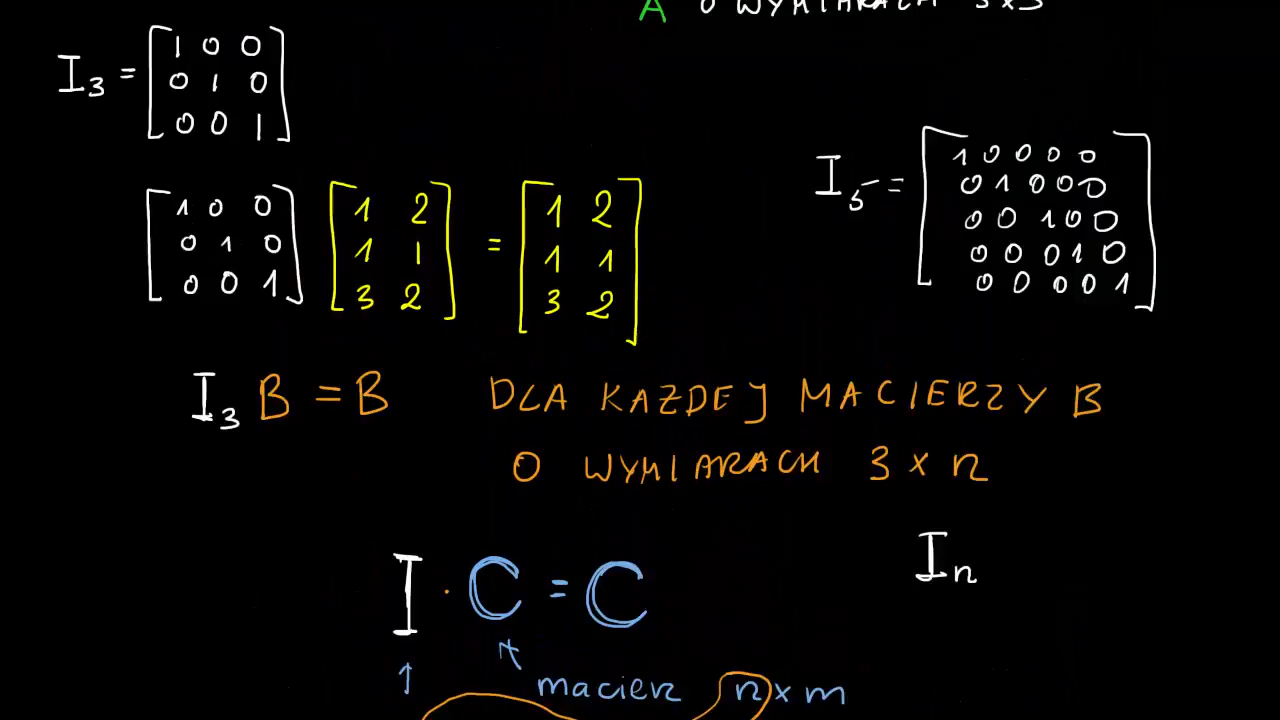 A O WYMIARACH 3x3
I₃ = [1 0 0
0 1 0
0 0 1]
I₅ = [1 0 0 0 0
0 1 0 0 0
0 0 1 0 0
0 0 0 1 0
0 0 0 0 1]
[1 0 0 0 1 0 0 0 1] [1 2 1 1 3 2] = [1 2 1 1 3 2]
I₃ B = B DLA KAZDEJ MACIERZY B
O WYMIARACH 3 x n
I · C = C
Iₙ
↑ ↖ macierz n x m